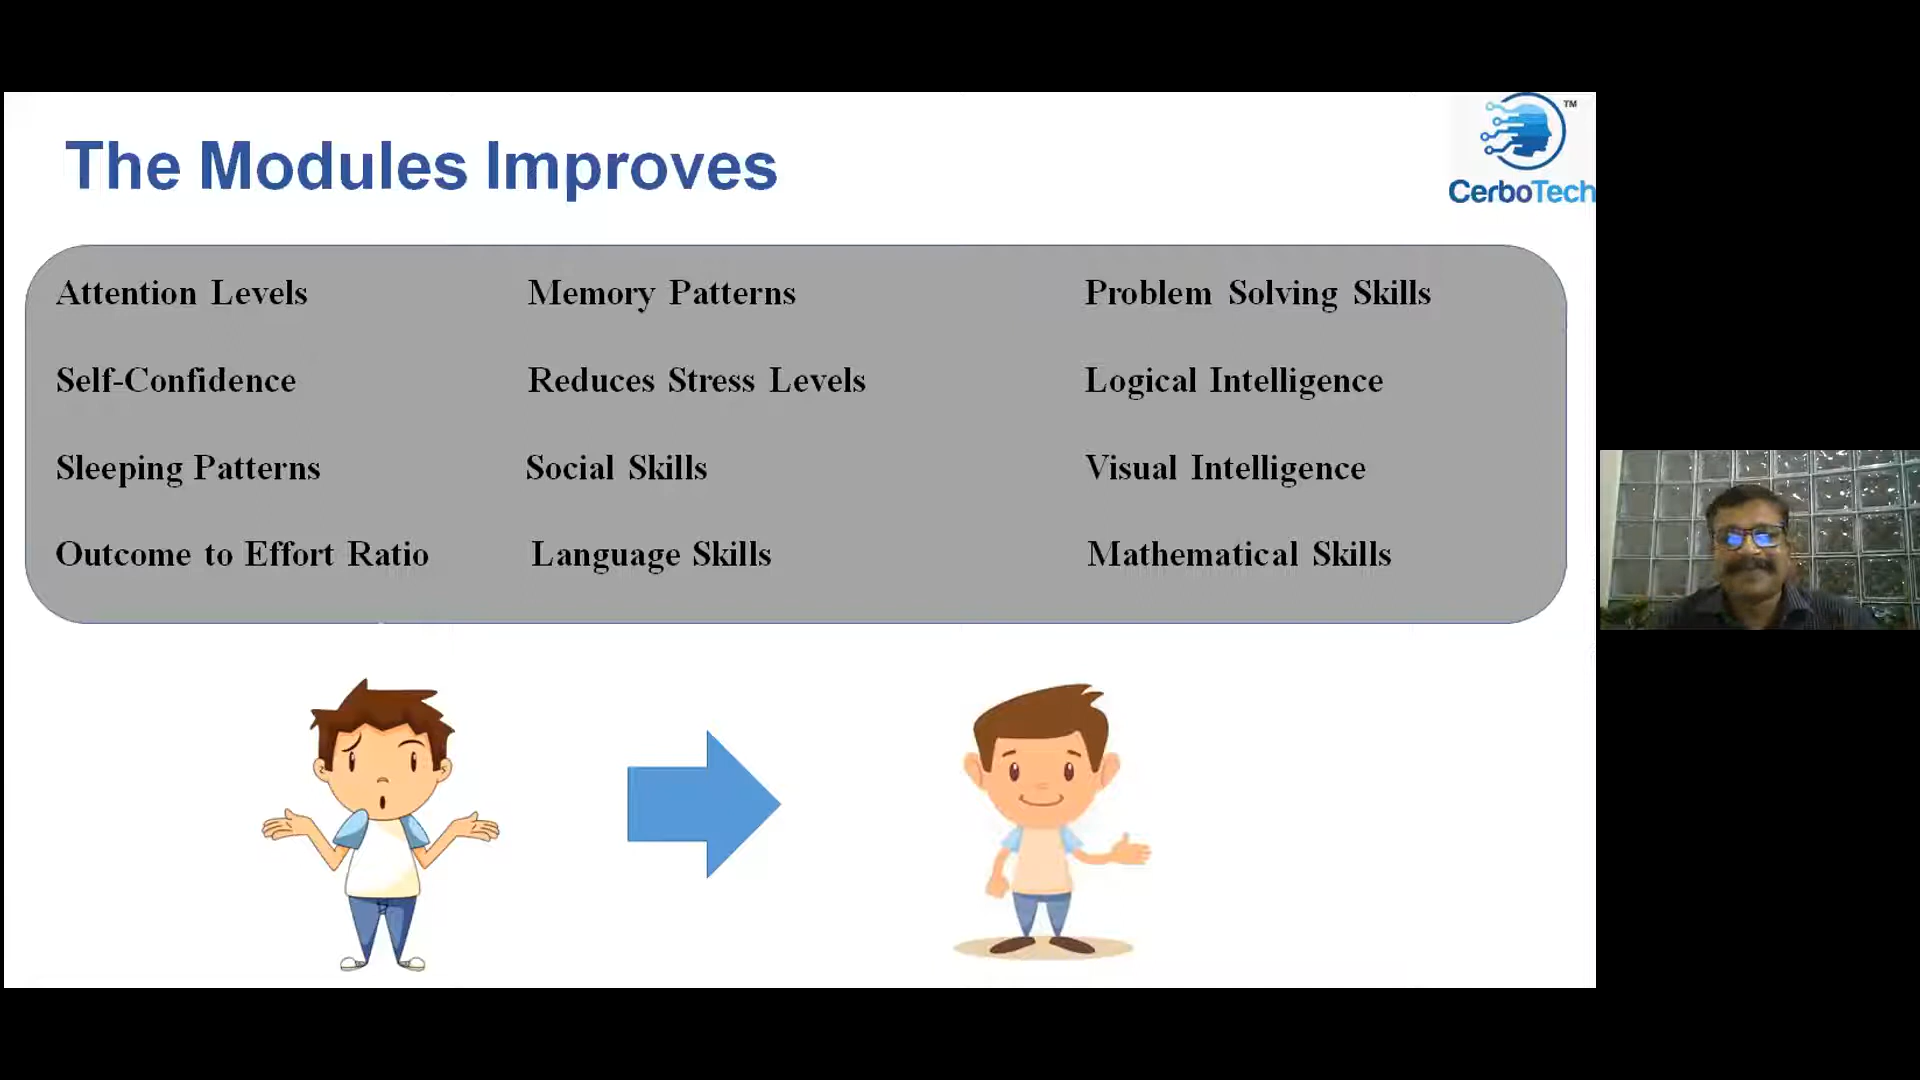 The Modules Improves
TM
CerboTech
Attention Levels Memory Patterns Problem Solving Skills
Self-Confidence Reduces Stress Levels Logical Intelligence
Sleeping Patterns Social Skills Visual Intelligence
Outcome to Effort Ratio Language Skills Mathematical Skills